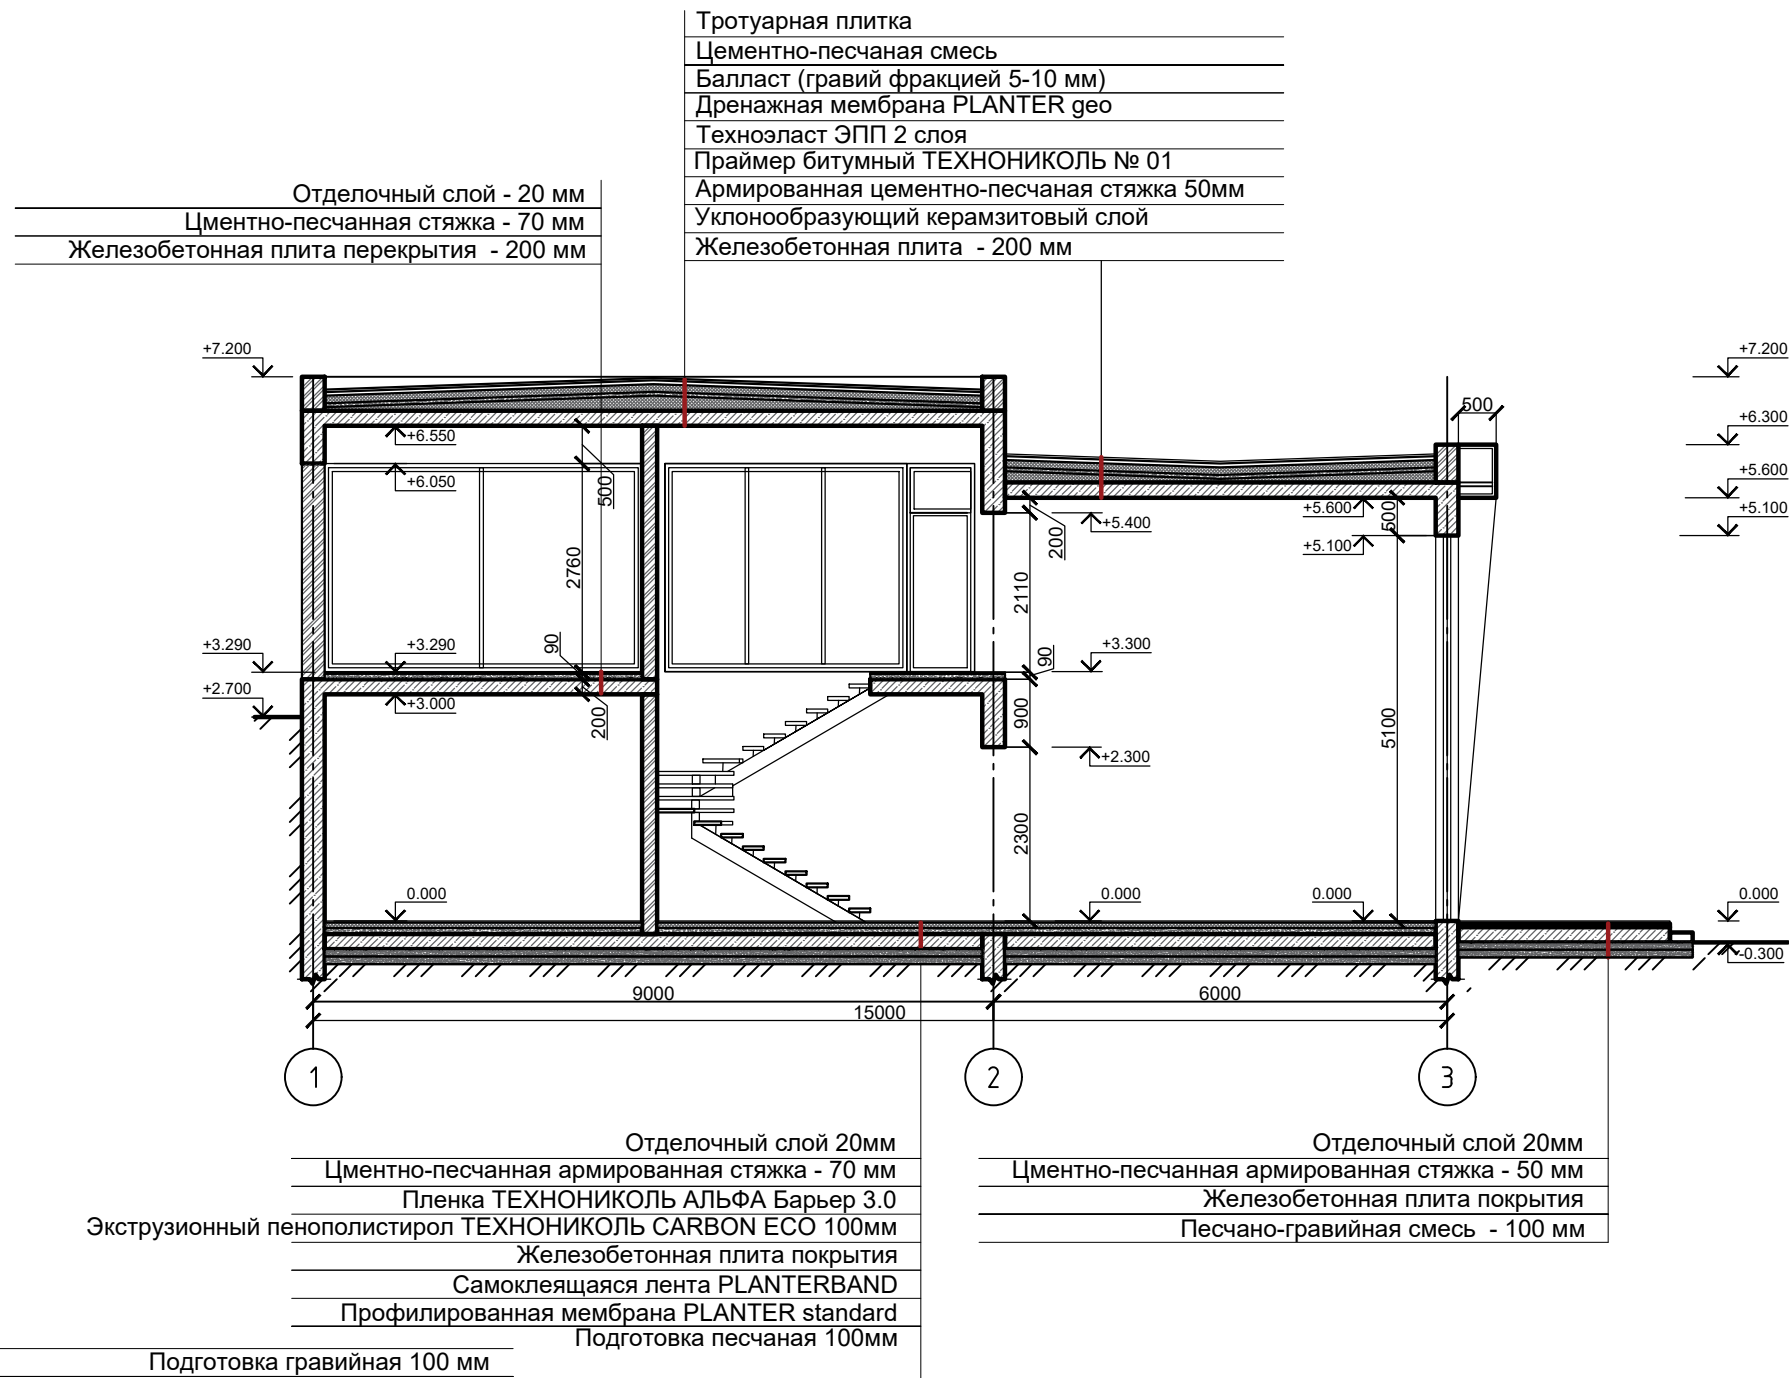 Тротуарная плитка
Цементно-песчаная смесь
Балласт (гравий фракцией 5-10 мм)
Дренажная мембрана PLANTER geo
Техноэласт ЭПП 2 слоя
Праймер битумный ТЕХНОНИКОЛЬ № 01
Армированная цементно-песчаная стяжка 50мм
Уклонообразующий керамзитовый слой
Железобетонная плита - 200 мм
Отделочный слой - 20 мм
Цментно-песчанная стяжка - 70 мм
Железобетонная плита перекрытия - 200 мм
+7.200
+7.200
500
+6.300
+6.550
+6.050
500
+5.600
+5.600
500
+5.100
+5.100
+5.400
200
2760
2110
90
+3.290
+3.290
+3.300
90
+2.700
+3.000
200
900
5100
+2.300
2300
0.000
0.000
0.000
0.000
-0.300
9000
6000
15000
1
2
3
Отделочный слой 20мм
Цментно-песчанная армированная стяжка - 70 мм
Пленка ТЕХНОНИКОЛЬ АЛЬФА Барьер 3.0
Экструзионный пенополистирол ТЕХНОНИКОЛЬ CARBON ECO 100мм
Железобетонная плита покрытия
Самоклеящаяся лента PLANTERBAND
Профилированная мембрана PLANTER standard
Подготовка песчаная 100мм
Подготовка гравийная 100 мм
Отделочный слой 20мм
Цментно-песчанная армированная стяжка - 50 мм
Железобетонная плита покрытия
Песчано-гравийная смесь - 100 мм